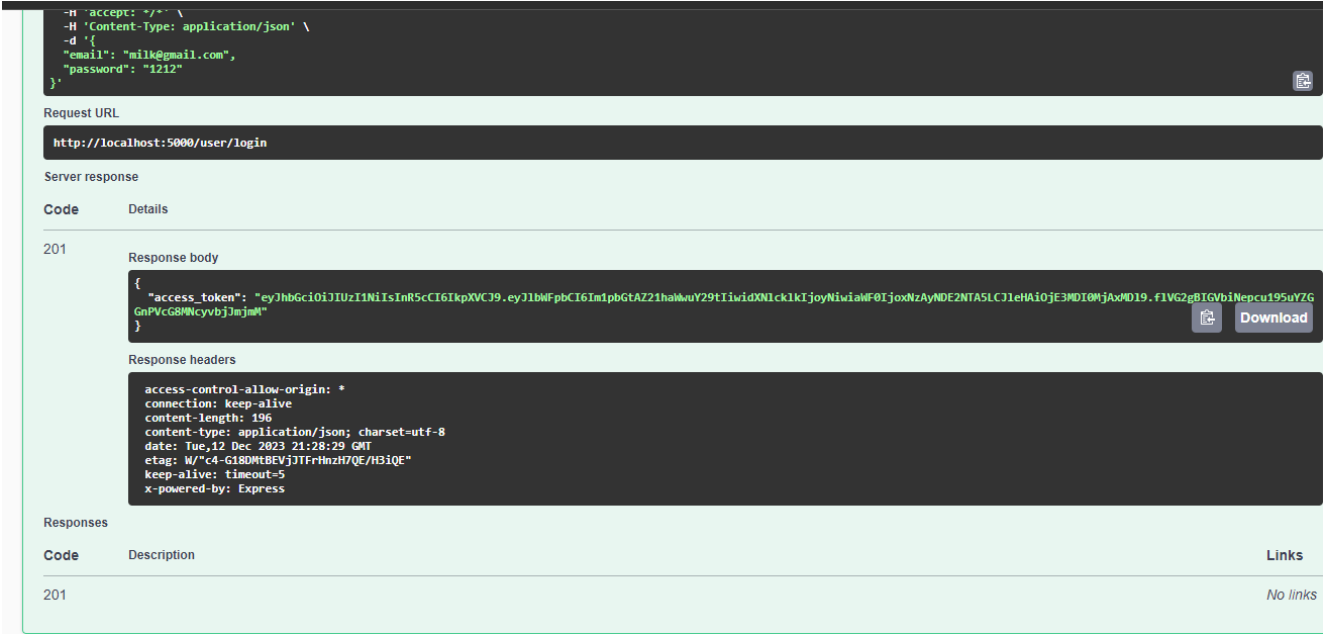 -H 'accept: */*' \
-H 'Content-Type: application/json' \
-d '{
"email": "milk@gmail.com",
"password": "1212"
}'
Request URL
http://localhost:5000/user/login
Server response
Code Details
201
Response body
{
"access_token": "eyJhbGciOiJIUzI1NiIsInR5cCI6IkpXVCJ9.eyJlbWFpbCI6Im1pbGtAZ21haWwuY29tIiwidXNlcklkIjoyNiwiaWF0IjoxNzAyNDE2NTA5LCJleHAiOjE3MDI0MjAxMDl9.flVG2gBIGVbiNepcu195uYZG
GnPVcG8MNcyvbjJmjmM"
}
Download
Response headers
access-control-allow-origin: *
connection: keep-alive
content-length: 196
content-type: application/json; charset=utf-8
date: Tue,12 Dec 2023 21:28:29 GMT
etag: W/"c4-G18DMtBEVjJTFrHnzH7QE/H3iQE"
keep-alive: timeout=5
x-powered-by: Express
Responses
Code Description Links
201 No links